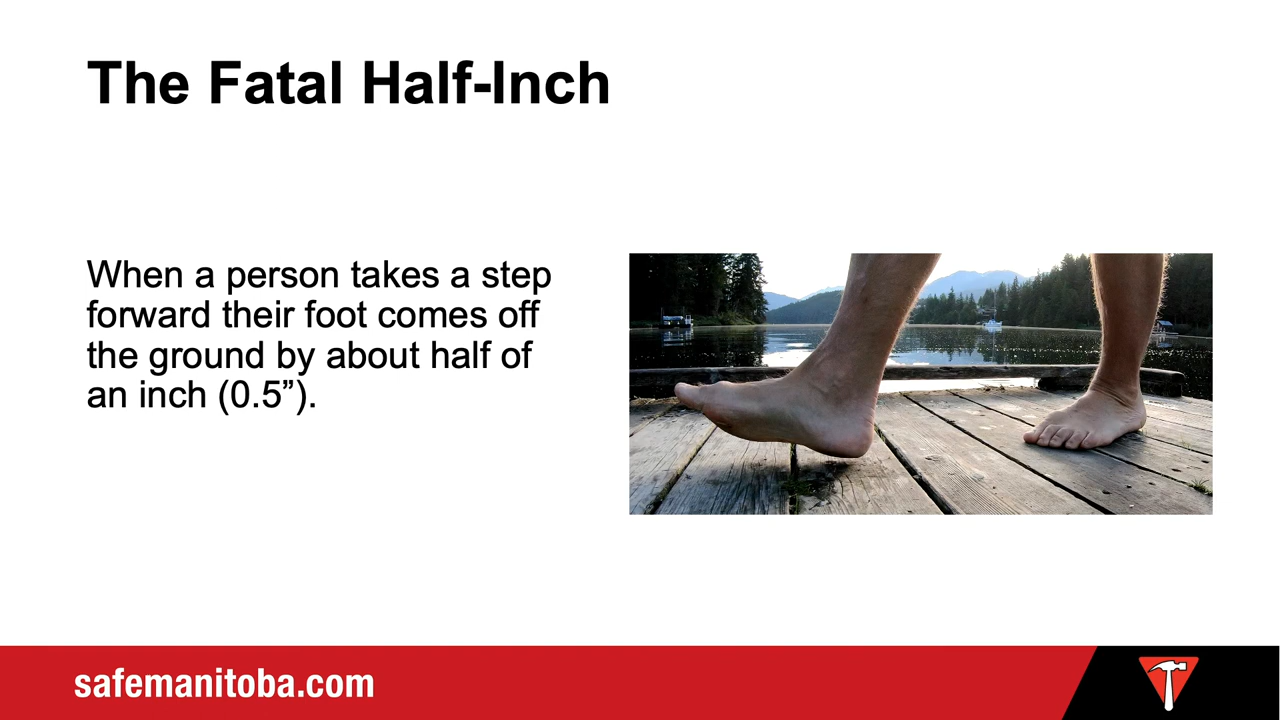 The Fatal Half-Inch
When a person takes a step
forward their foot comes off
the ground by about half of
an inch (0.5”).
safemanitoba.com